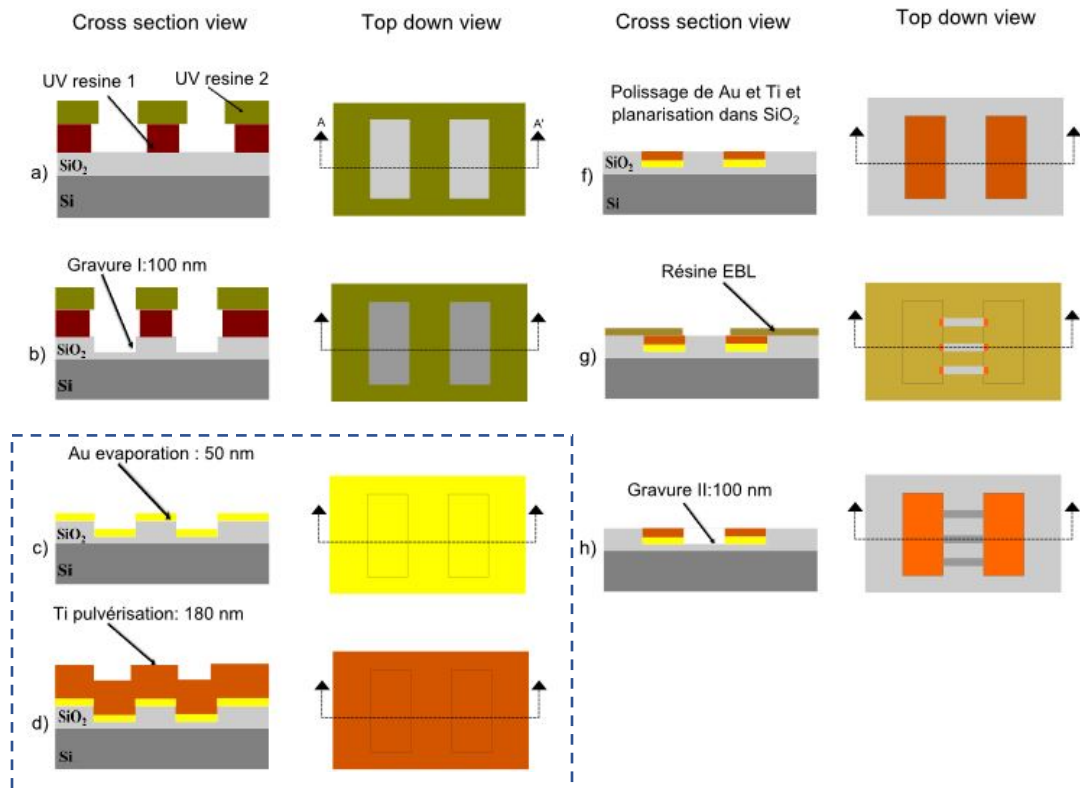 Cross section view
Top down view
UV resine 1
UV resine 2
SiO2
a)
Si
A
A'
Gravure I:100 nm
SiO2
b)
Si
Au evaporation : 50 nm
SiO2
c)
Si
Ti pulvérisation: 180 nm
SiO2
d)
Si
Cross section view
Top down view
Polissage de Au et Ti et
planarisation dans SiO2
SiO2
f)
Si
Résine EBL
g)
Gravure II:100 nm
h)